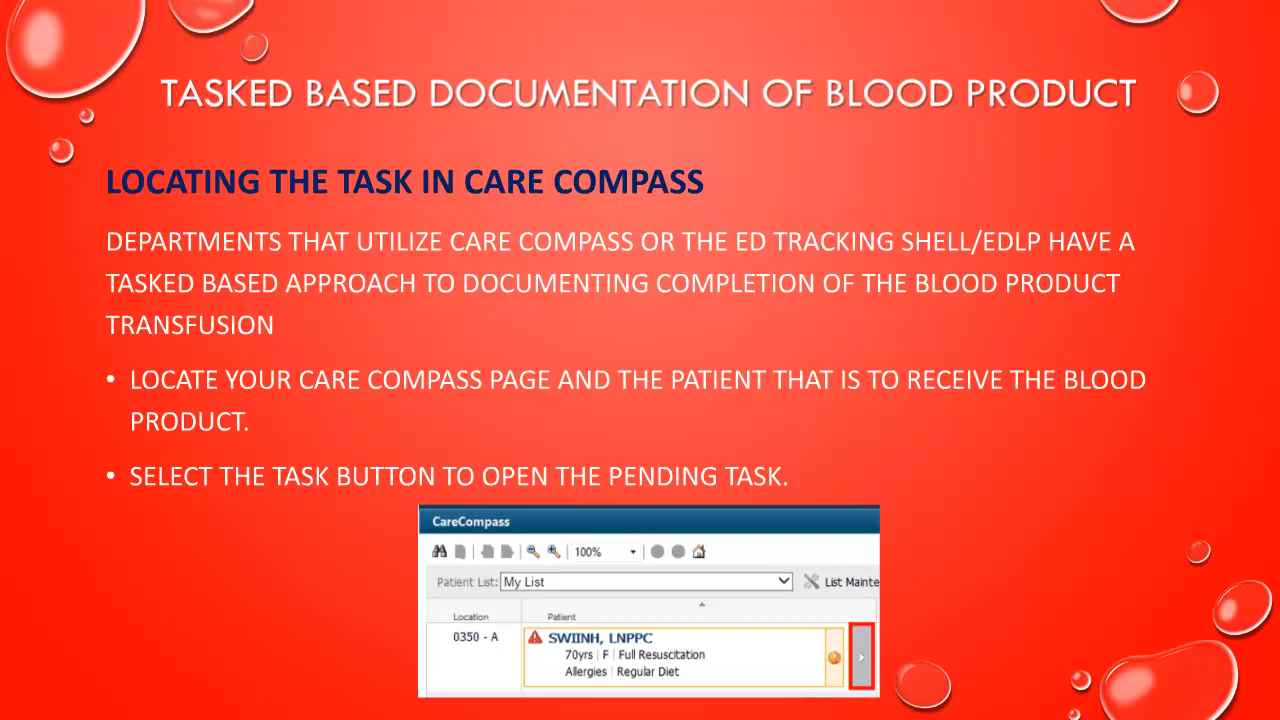 TASKED BASED DOCUMENTATION OF BLOOD PRODUCT
LOCATING THE TASK IN CARE COMPASS
DEPARTMENTS THAT UTILIZE CARE COMPASS OR THE ED TRACKING SHELL/EDLP HAVE A
TASKED BASED APPROACH TO DOCUMENTING COMPLETION OF THE BLOOD PRODUCT
TRANSFUSION
• LOCATE YOUR CARE COMPASS PAGE AND THE PATIENT THAT IS TO RECEIVE THE BLOOD
PRODUCT.
• SELECT THE TASK BUTTON TO OPEN THE PENDING TASK.
CareCompass
100%
Patient List: My List List Mainte
Location Patient
0350 - A SWIINH, LNPPC
70yrs | F | Full Resuscitation
Allergies | Regular Diet